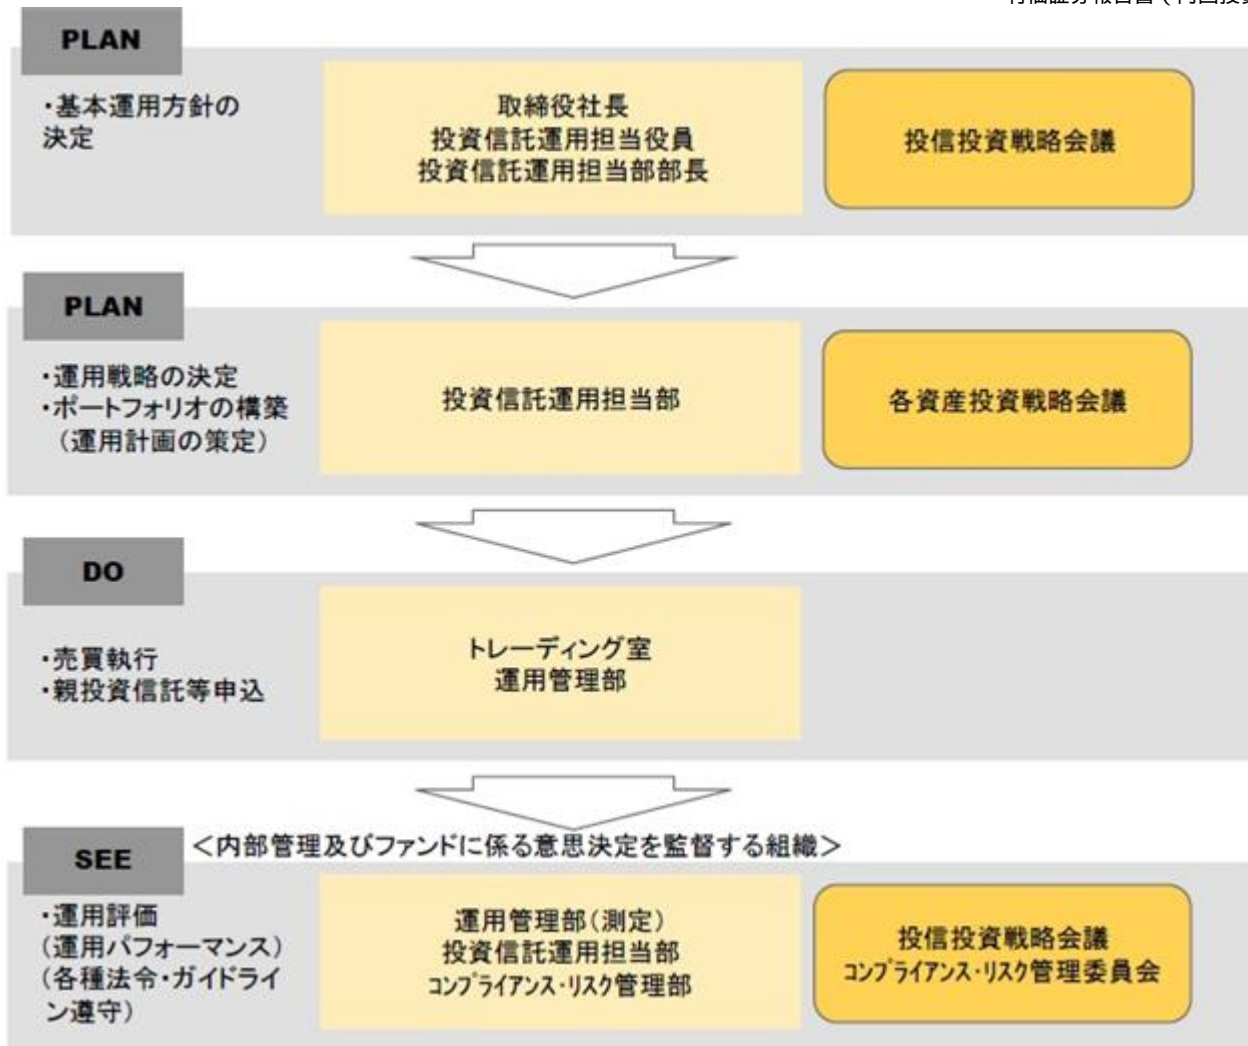 PLAN
・基本運用方針の
決定
取締役社長
投資信託運用担当役員
投資信託運用担当部部長
投信投資戦略会議
PLAN
・運用戦略の決定
・ポートフォリオの構築
（運用計画の策定）
投資信託運用担当部
各資産投資戦略会議
DO
・売買執行
・親投資信託等申込
トレーディング室
運用管理部
SEE
＜内部管理及びファンドに係る意思決定を監督する組織＞
・運用評価
(運用パフォーマンス)
(各種法令・ガイドライ
ン遵守)
運用管理部(測定)
投資信託運用担当部
コンプライアンス・リスク管理部
投信投資戦略会議
コンプライアンス・リスク管理委員会